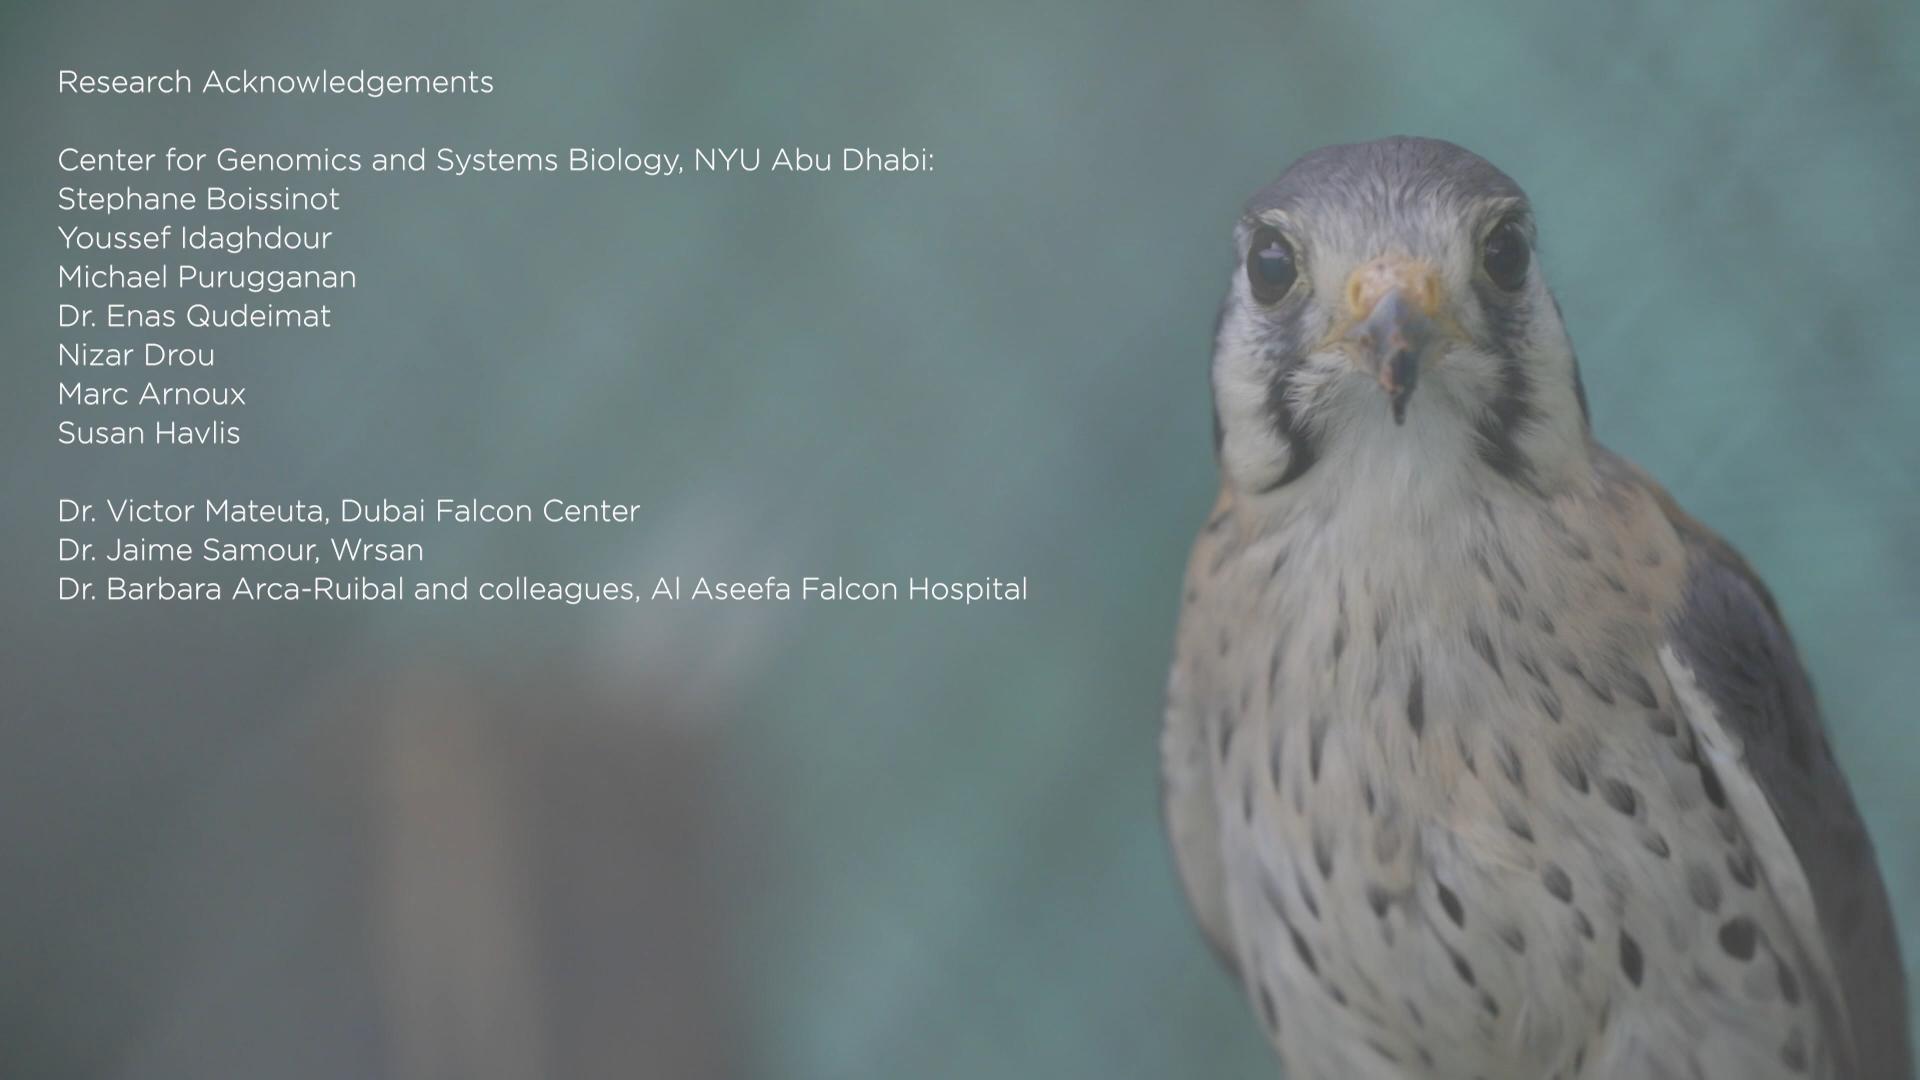 Research Acknowledgements
Center for Genomics and Systems Biology, NYU Abu Dhabi:
Stephane Boissinot
Youssef Idaghdour
Michael Purugganan
Dr. Enas Qudeimat
Nizar Drou
Marc Arnoux
Susan Havlis
Dr. Victor Mateuta, Dubai Falcon Center
Dr. Jaime Samour, Wrsan
Dr. Barbara Arca-Ruibal and colleagues, Al Aseefa Falcon Hospital